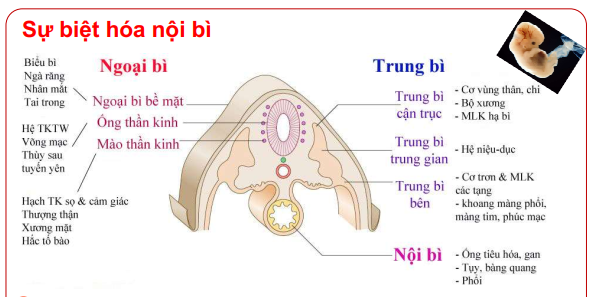 Sự biệt hóa nội bì
Ngoại bì
Biểu bì
Ngà răng
Nhân mắt
Tai trong
Ngoại bì bề mặt
Hệ TKTW
Võng mạc
Thùy sau
tuyến yên
Ống thần kinh
Mào thần kinh
Hạch TK sọ & cảm giác
Thượng thận
Xương mặt
Hắc tố bào
Trung bì
Trung bì
cận trục
- Cơ vùng thân, chi
- Bộ xương
- MLK hạ bì
Trung bì
trung gian
- Hệ niệu-dục
Trung bì
bên
- Cơ trơn & MLK
các tạng
- khoang màng phổi,
màng tim, phúc mạc
Nội bì
- Ống tiêu hóa, gan
- Tụy, bàng quang
- Phổi